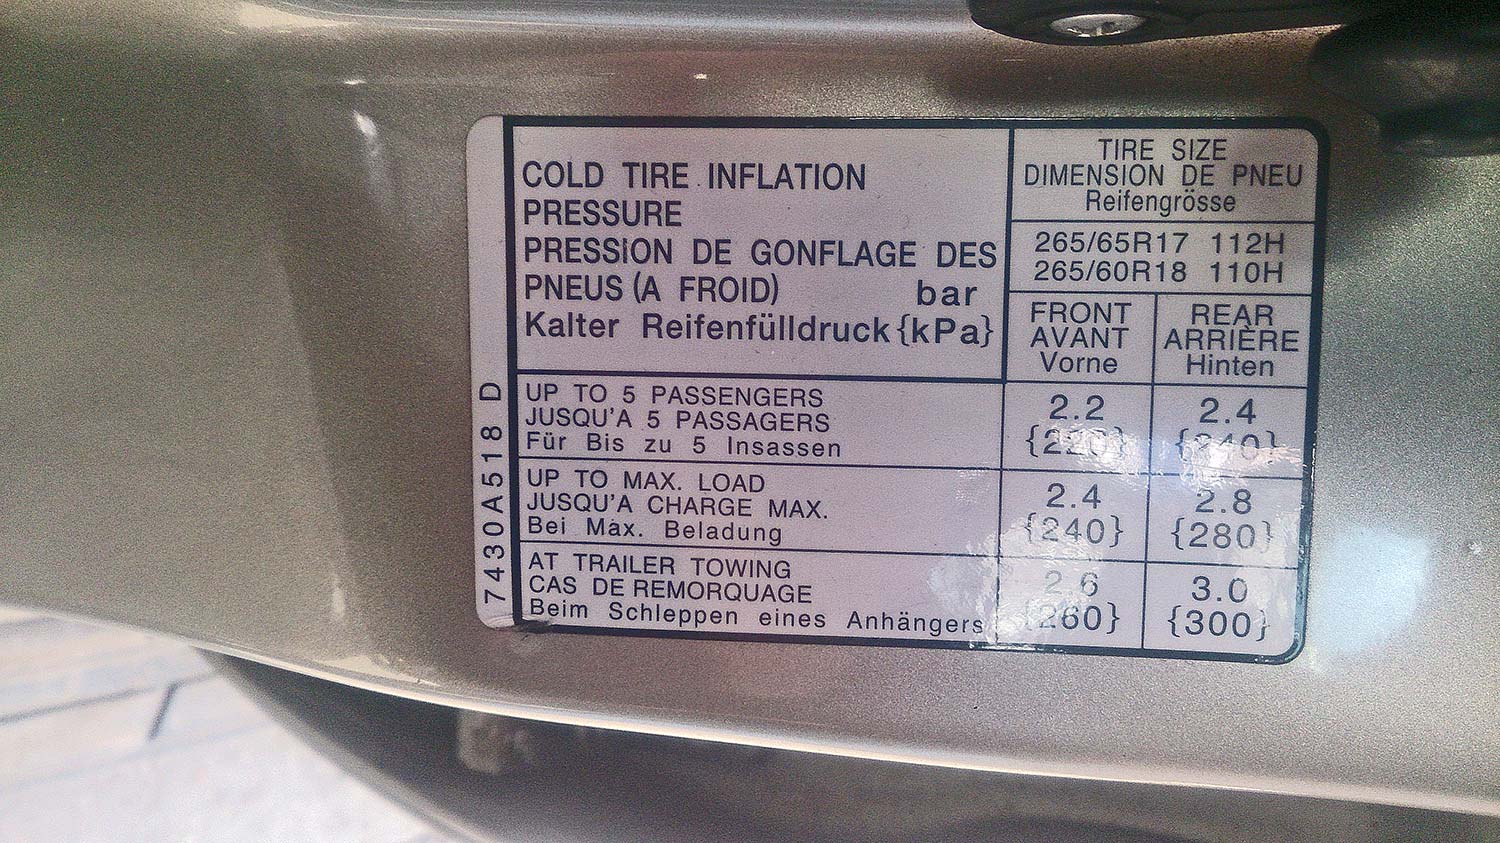 COLD TIRE INFLATION
PRESSURE
PRESSION DE GONFLAGE DES
PNEUS (A FROID) bar
Kalter Reifenfülldruck {kPa}
TIRE SIZE
DIMENSION DE PNEU
Reifengrösse
265/65R17 112H
265/60R18 110H
FRONT
AVANT
Vorne
REAR
ARRIÈRE
Hinten
UP TO 5 PASSENGERS
JUSQU'A 5 PASSAGERS
Für Bis zu 5 Insassen
2.2
{220}
2.4
{240}
UP TO MAX. LOAD
JUSQU'A CHARGE MAX.
Bei Max. Beladung
2.4
{240}
2.8
{280}
AT TRAILER TOWING
CAS DE REMORQUAGE
Beim Schleppen eines Anhängers
2.6
{260}
3.0
{300}
7430A518 D